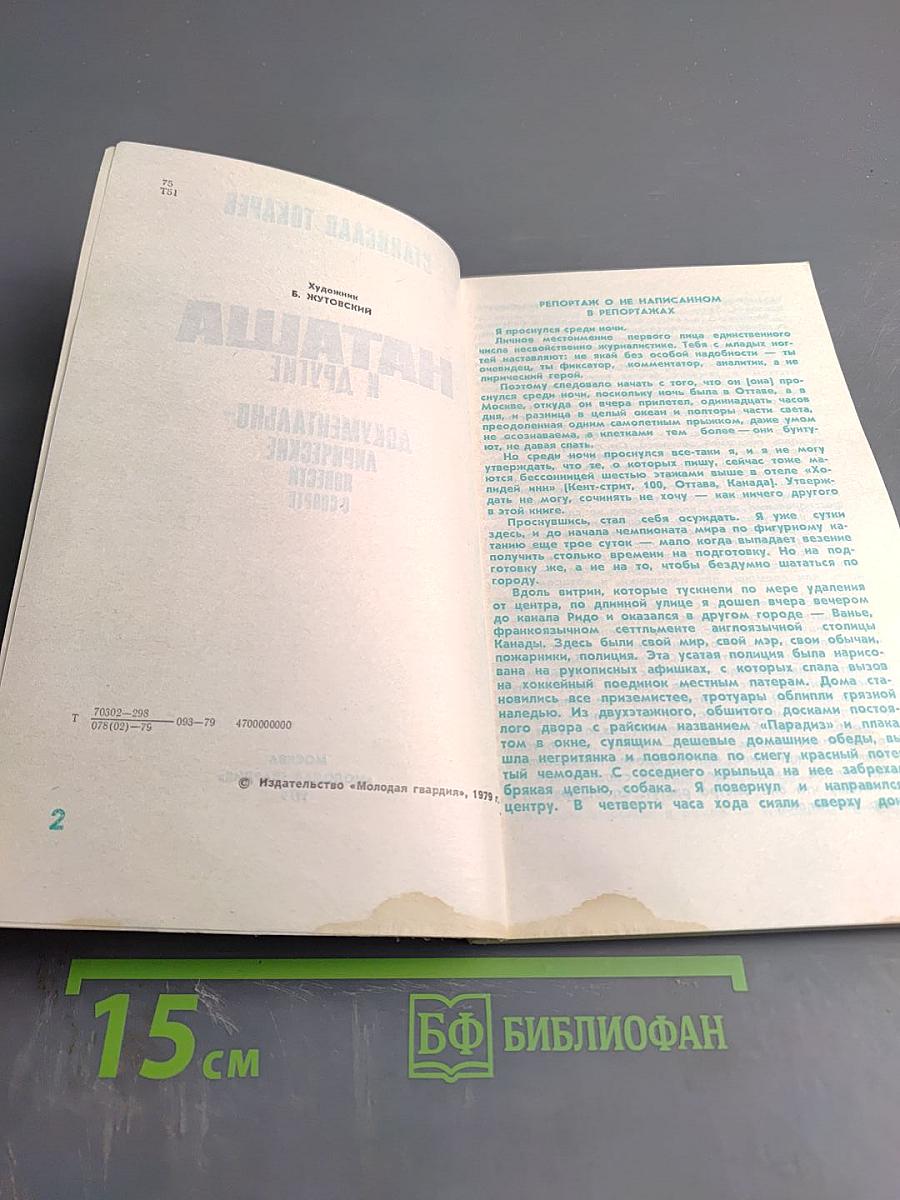 75
Т51
Художник
Б. ЖУТОВСКИЙ
Т 70302—298
078(02)—79 —093—79 4700000000
© Издательство «Молодая гвардия», 1979 г.
2
РЕПОРТАЖ О НЕ НАПИСАННОМ
В РЕПОРТАЖАХ
Я проснулся среди ночи.
Личное местоимение первого лица единственного
числа несвойственно журналистике. Тебя с младых ног-
тей наставляют: не якай без особой надобности — ты
очевидец, ты фиксатор, комментатор, аналитик, а не
лирический герой.
Поэтому следовало начать с того, что он [она] про-
снулся среди ночи, поскольку ночь была в Оттаве, а в
Москве, откуда он вчера прилетел, одиннадцать часов
дня, и разница в целый океан и полторы части света,
преодоленная одним самолетным прыжком, даже умом
не осознаваема, а клетками тем более — они бунту-
ют, не давая спать.
Но среди ночи проснулся все-таки я, и я не могу
утверждать, что те, о которых пишу, сейчас тоже ма-
ются бессонницей шестью этажами выше в отеле «Хо-
лидей инн» [Кент-стрит, 100, Оттава, Канада]. Утверж-
дать не могу, сочинять не хочу — как ничего другого
в этой книге.
Проснувшись, стал себя осуждать. Я уже сутки
здесь, и до начала чемпионата мира по фигурному ка-
танию еще трое суток — мало когда выпадает везение
получить столько времени на подготовку. Но на под-
готовку же, а не на то, чтобы бездумно шататься по
городу.
Вдоль витрин, которые тускнели по мере удаления
от центра, по длинной улице я дошел вчера вечером
до канала Ридо и оказался в другом городе — Ванье,
франкоязычном сеттльменте англоязычной столицы
Канады. Здесь были свой мир, свой мэр, свои обычаи,
пожарники, полиция. Эта усатая полиция была нарисо-
вана на рукописных афишках, с которых слала вызов
на хоккейный поединок местным патерам. Дома ста-
новились все приземистее, тротуары облипли грязной
наледью. Из двухэтажного, обшитого досками постоя-
лого двора с райским названием «Парадиз» и плака
том в окне, сулящим дешевые домашние обеды, вы
шла негритянка и поволокла по снегу красный поте
тый чемодан. С соседнего крыльца на нее забреха
брякая цепью, собака. Я повернул и направился
центру. В четверти часа хода сияли сверху дон
15 см
БФ БИБЛИОФАН